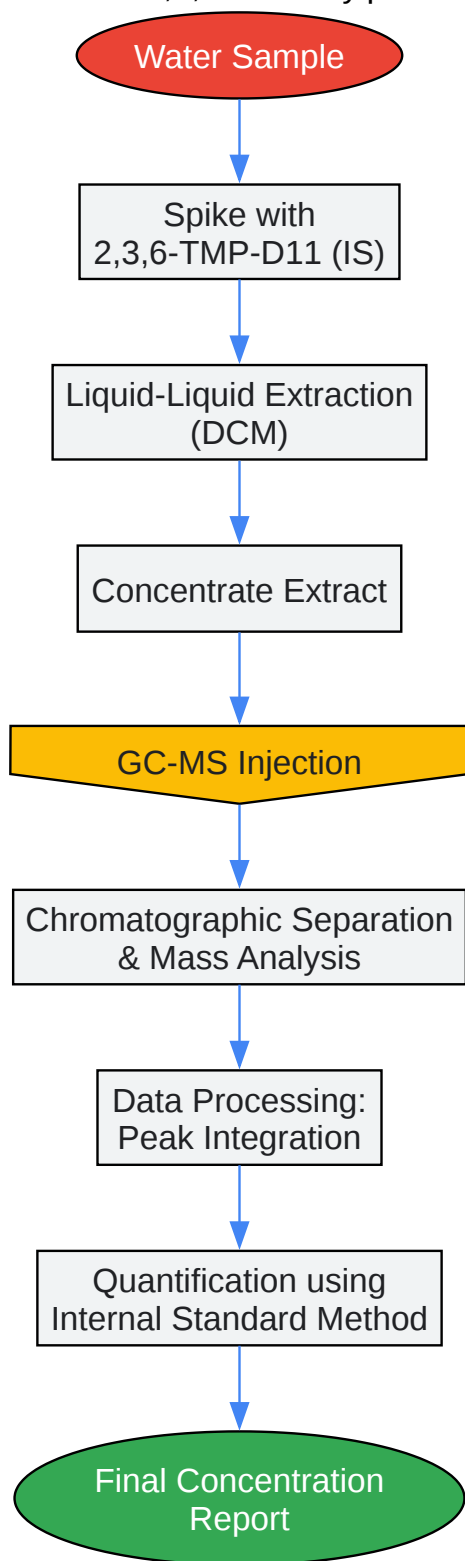 Water Sample
Spike with
2,3,6-TMP-D11 (IS)
Liquid-Liquid Extraction
(DCM)
Concentrate Extract
GC-MS Injection
Chromatographic Separation
& Mass Analysis
Data Processing:
Peak Integration
Quantification using
Internal Standard Method
Final Concentration
Report